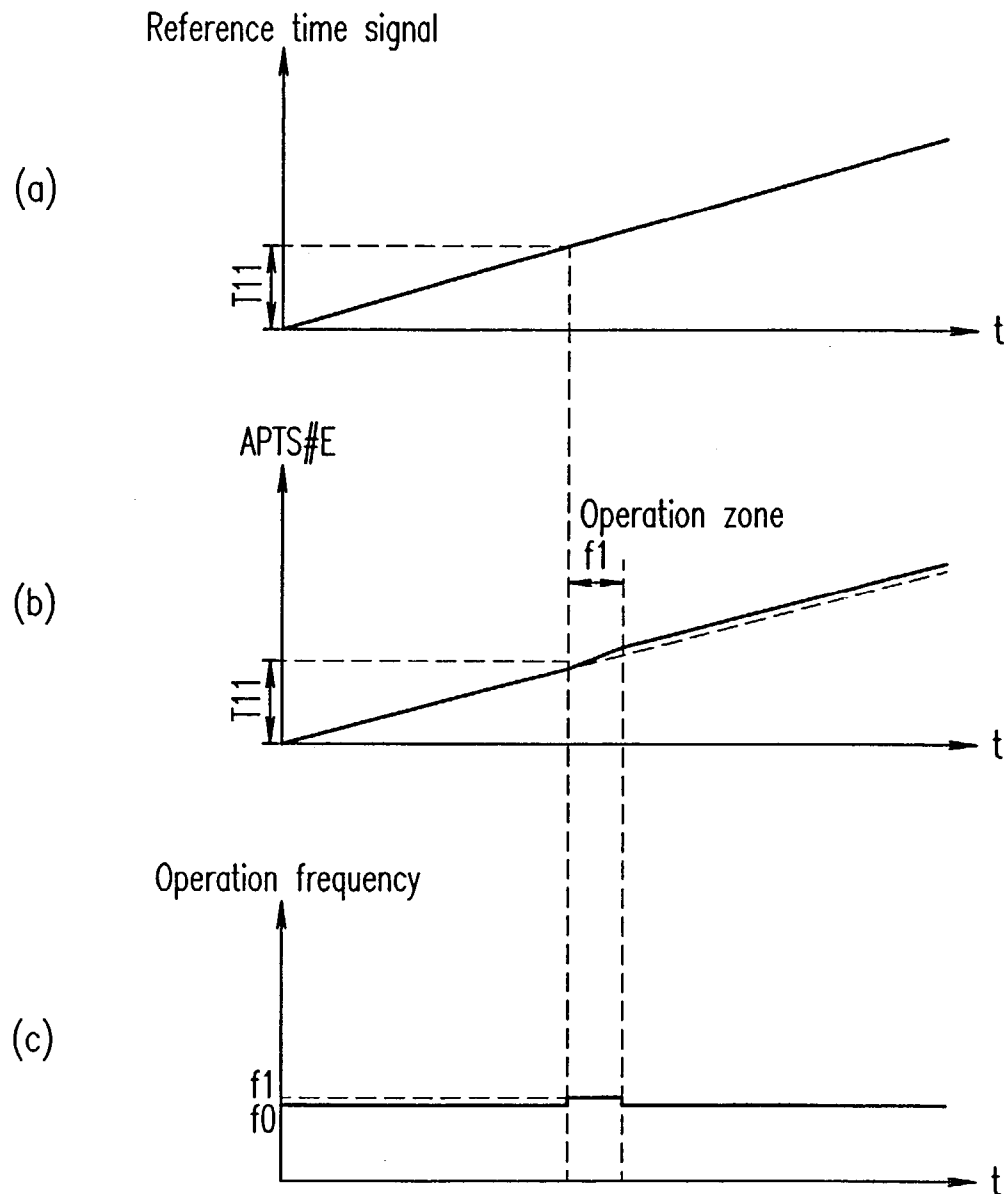 Reference time signal
(a)
T11
t
APTS#E
Operation zone
f1
(b)
T11
t
Operation frequency
(c)
f1
f0
t